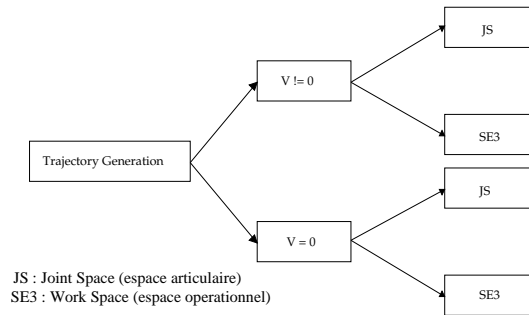 JS
V != 0
SE3
Trajectory Generation
JS
V = 0
JS : Joint Space (espace articulaire)
SE3 : Work Space (espace operationnel)
SE3